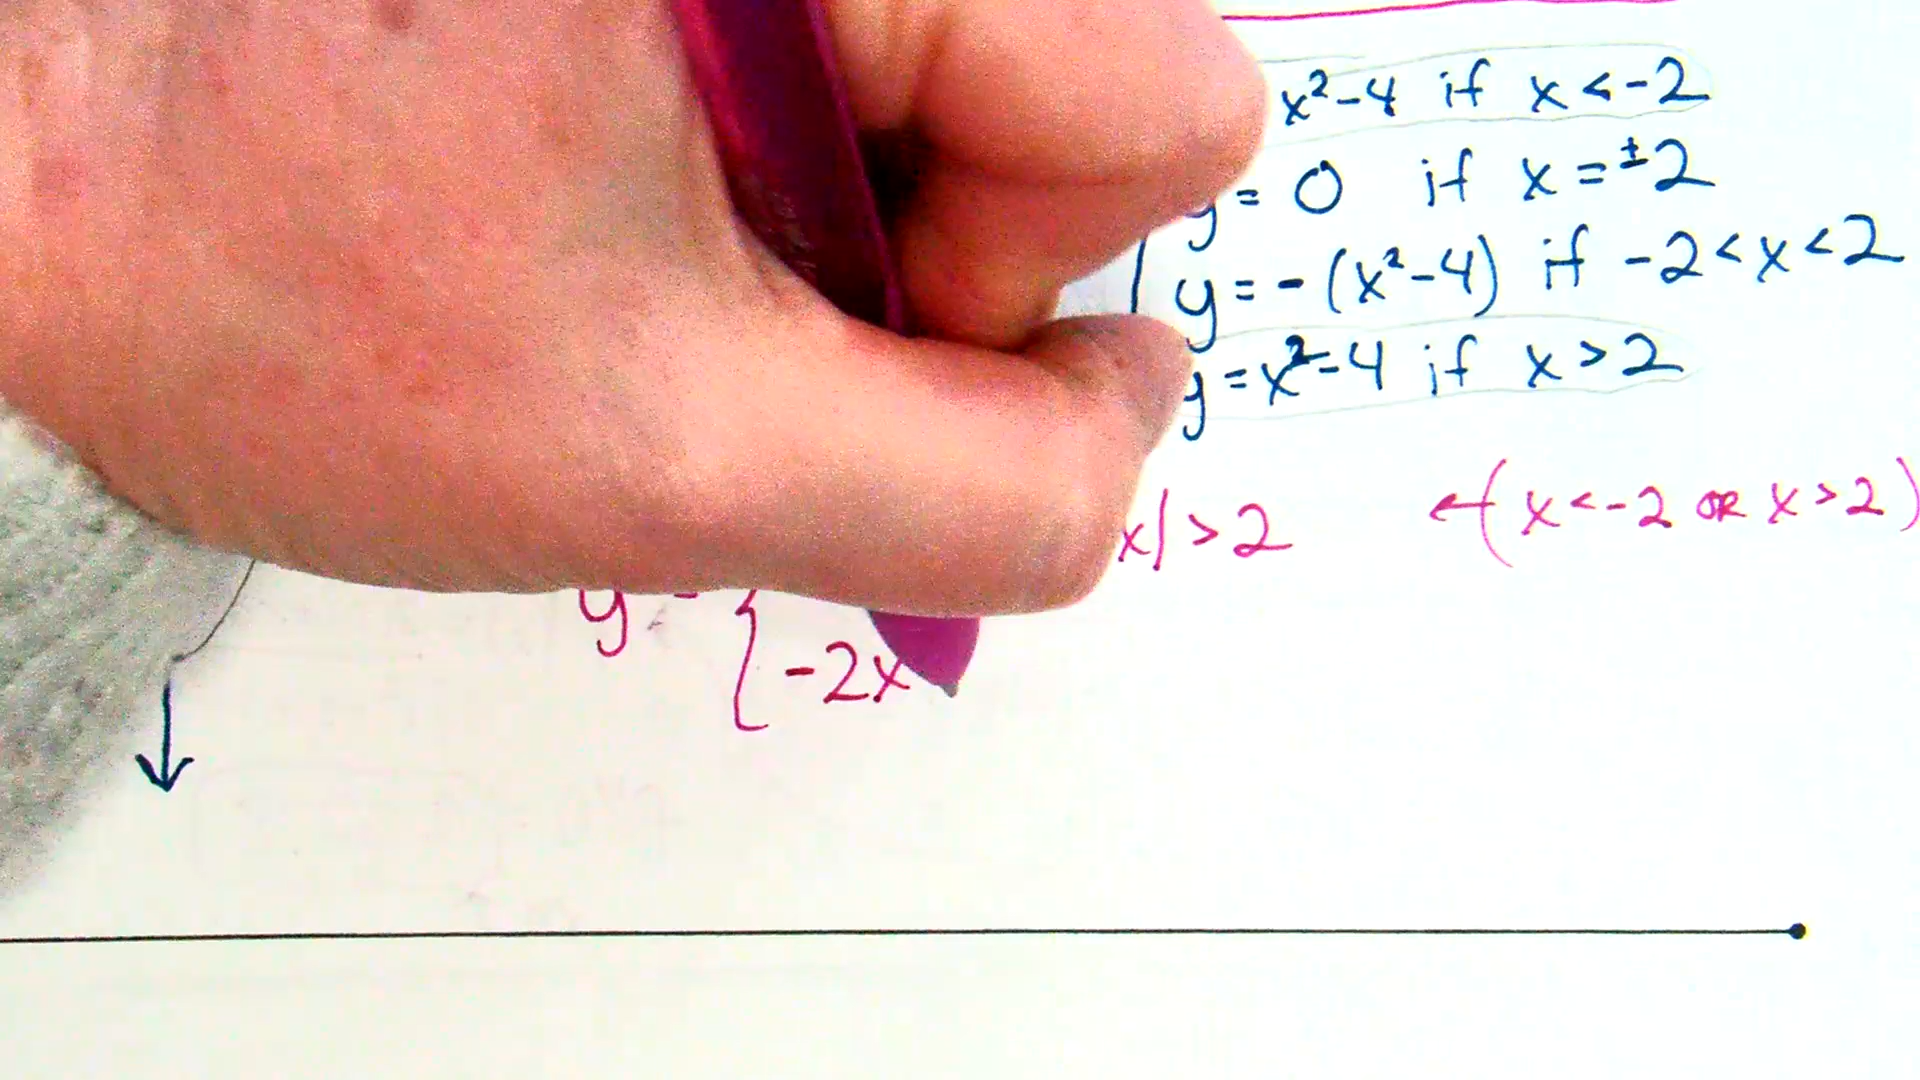 x²-4 if x<-2
y = 0 if x = ±2
y = -(x²-4) if -2<x<2
y = x²-4 if x>2
x|>2 ←(x<-2 OR x>2)
y = {
-2x